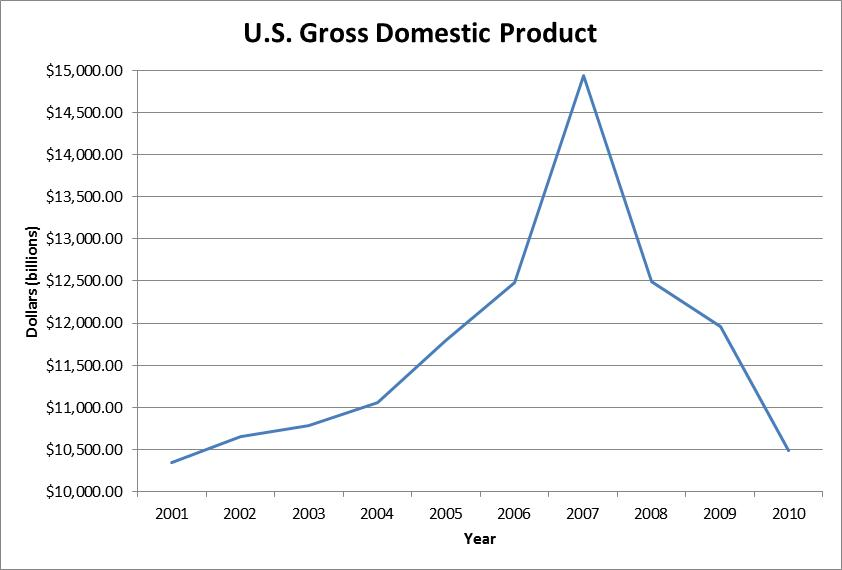 U.S. Gross Domestic Product
$15,000.00
$14,500.00
$14,000.00
$13,500.00
$13,000.00
$12,500.00
$12,000.00
$11,500.00
$11,000.00
$10,500.00
$10,000.00
Dollars (billions)
2001 2002 2003 2004 2005 2006 2007 2008 2009 2010
Year